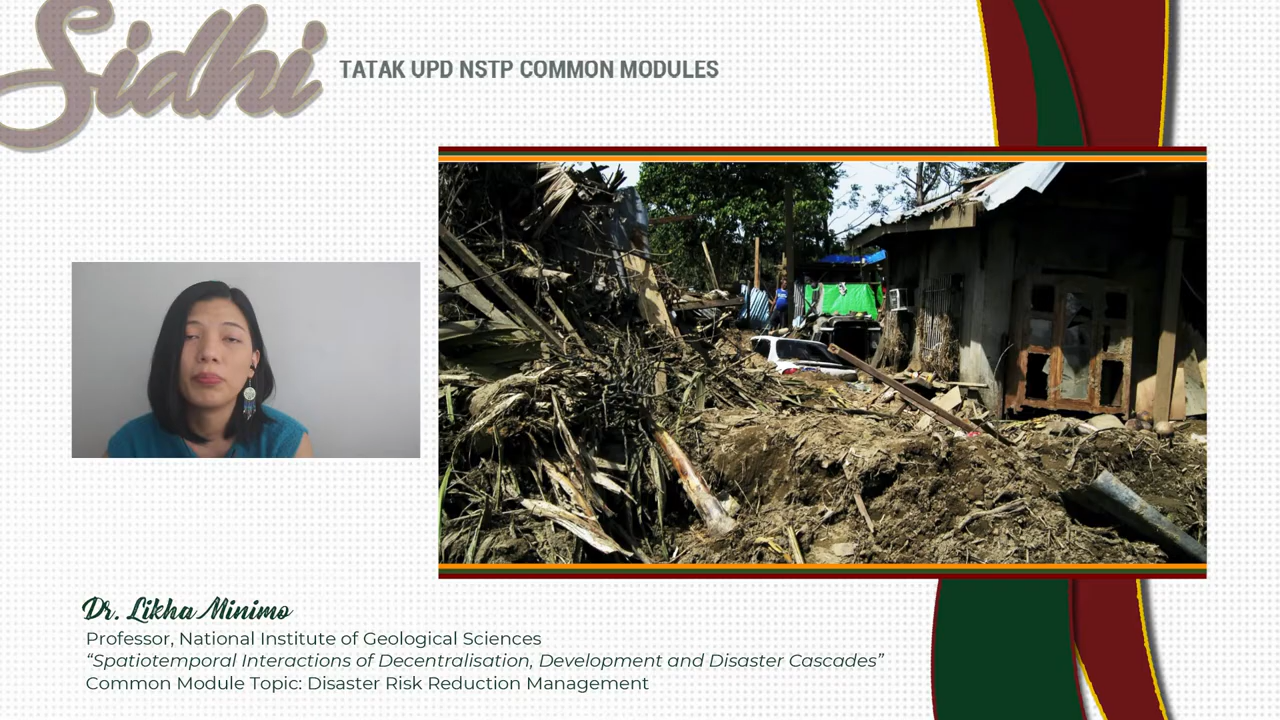 Sidhi
TATAK UPD NSTP COMMON MODULES
Dr. Likha Minimo
Professor, National Institute of Geological Sciences
“Spatiotemporal Interactions of Decentralisation, Development and Disaster Cascades”
Common Module Topic: Disaster Risk Reduction Management